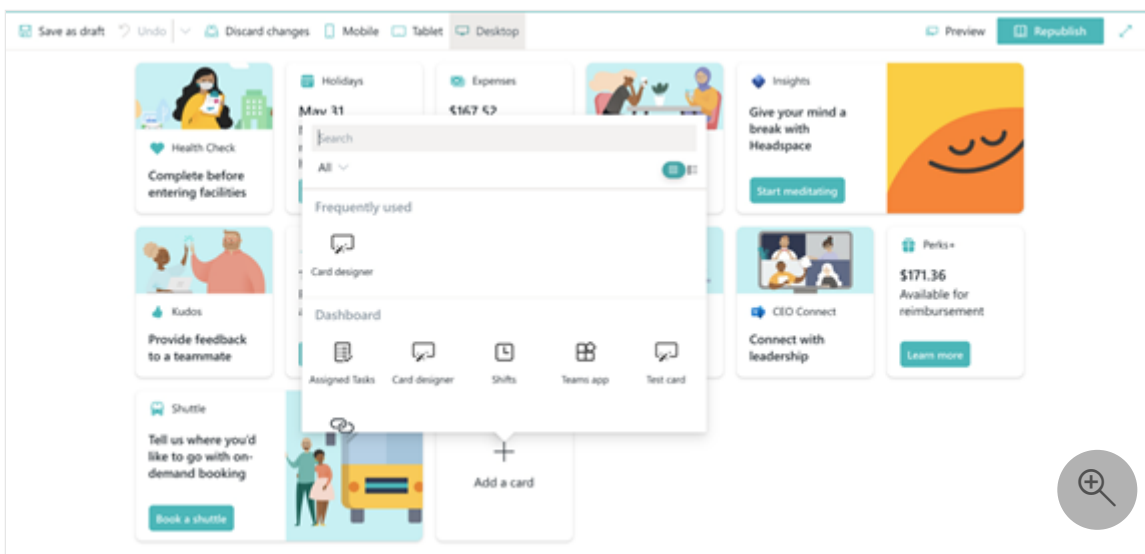 Save as draft Undo Discard changes Mobile Tablet Desktop Preview Republish
Health Check
Complete before
entering facilities
Holidays
May 31
Expenses
$167.52
Insights
Give your mind a
break with
Headspace
Start meditating
Search
All
Frequently used
Card designer
Dashboard
Assigned Tasks Card designer Shifts Teams app Test card
Kudos
Provide feedback
to a teammate
CEO Connect
Connect with
leadership
Perks+
$171.36
Available for
reimbursement
Learn more
Shuttle
Tell us where you'd
like to go with on-
demand booking
Book a shuttle
Add a card